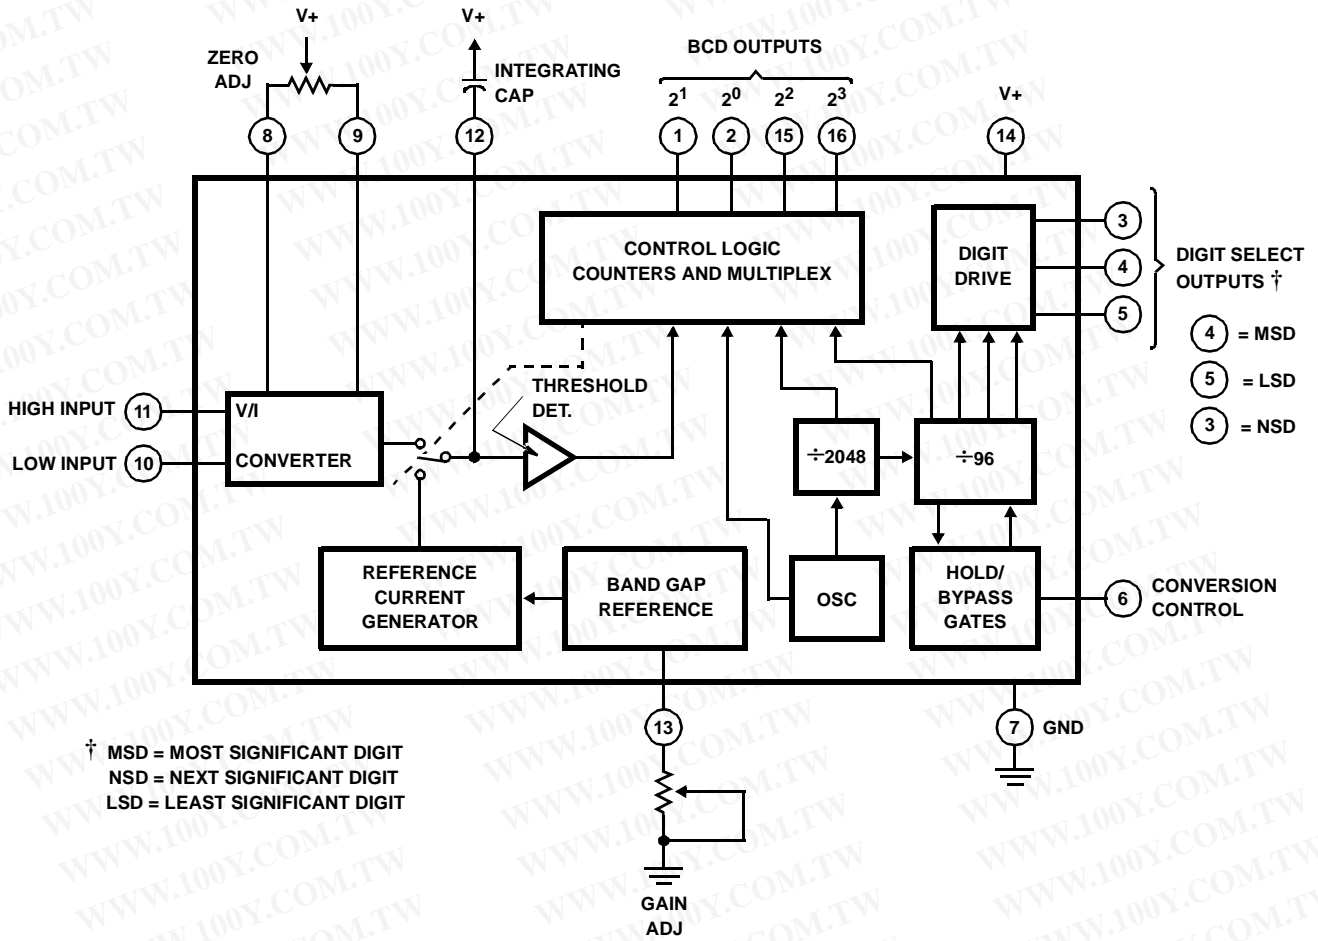 V+
V+
ZERO
ADJ
INTEGRATING
CAP
BCD OUTPUTS
2¹ 2⁰ 2² 2³
V+
8 9 12 1 2 15 16 14
CONTROL LOGIC
COUNTERS AND MULTIPLEX
DIGIT
DRIVE
3
4
5
DIGIT SELECT
OUTPUTS †
4 = MSD
5 = LSD
3 = NSD
THRESHOLD
DET.
HIGH INPUT 11
LOW INPUT 10
V/I
CONVERTER
÷2048
÷96
REFERENCE
CURRENT
GENERATOR
BAND GAP
REFERENCE
OSC
HOLD/
BYPASS
GATES
6 CONVERSION
CONTROL
13
7 GND
† MSD = MOST SIGNIFICANT DIGIT
NSD = NEXT SIGNIFICANT DIGIT
LSD = LEAST SIGNIFICANT DIGIT
GAIN
ADJ
WWW.100Y.COM.TW